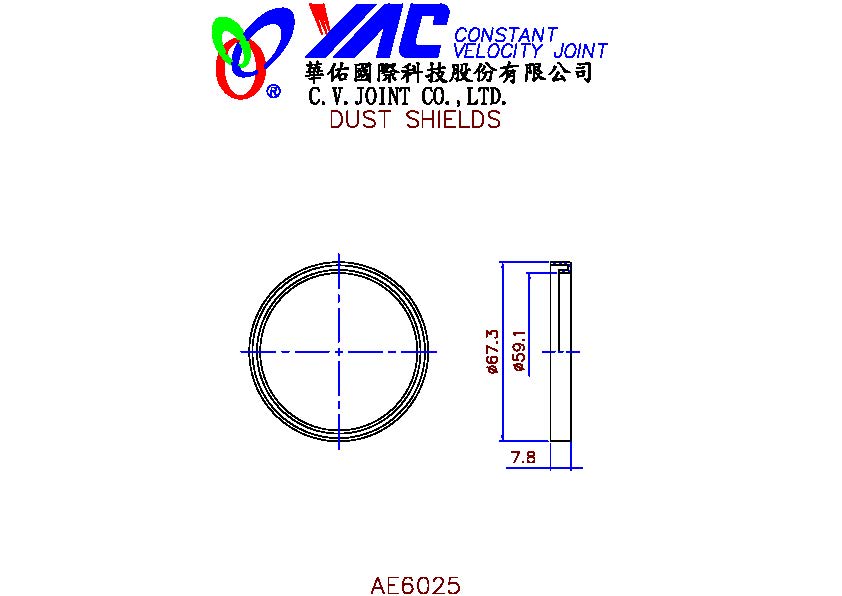 YAC CONSTANT
VELOCITY JOINT
®
華佑國際科技股份有限公司
C.V.JOINT CO.,LTD.
DUST SHIELDS
ø67.3
ø59.1
7.8
AE6025